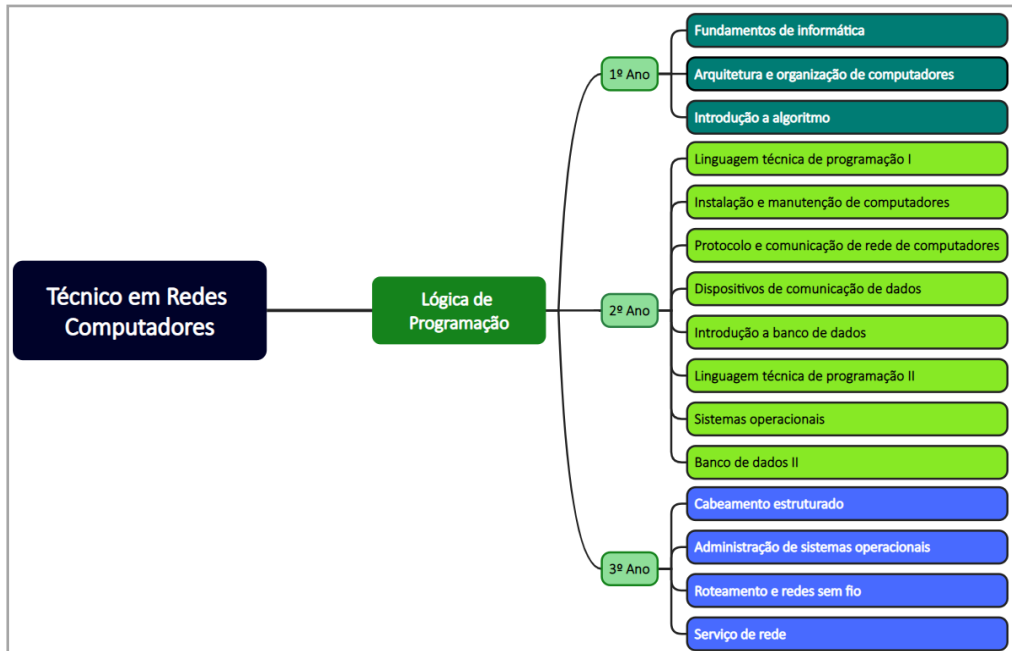 Técnico em Redes
Computadores
Lógica de
Programação
1º Ano
Fundamentos de informática
Arquitetura e organização de computadores
Introdução a algoritmo
2º Ano
Linguagem técnica de programação I
Instalação e manutenção de computadores
Protocolo e comunicação de rede de computadores
Dispositivos de comunicação de dados
Introdução a banco de dados
Linguagem técnica de programação II
Sistemas operacionais
Banco de dados II
3º Ano
Cabeamento estruturado
Administração de sistemas operacionais
Roteamento e redes sem fio
Serviço de rede